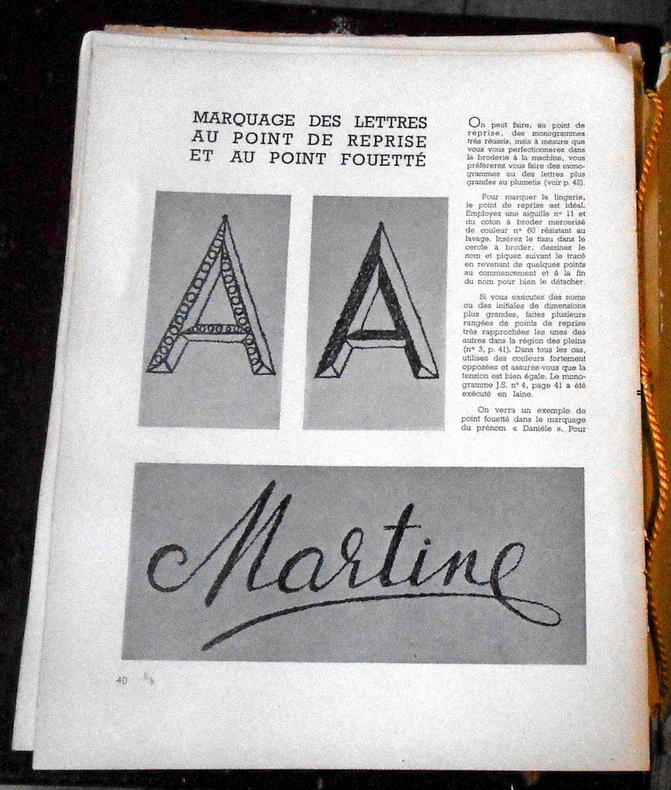 MARQUAGE DES LETTRES
AU POINT DE REPRISE
ET AU POINT FOUETTÉ
On peut faire, au point de
reprise, des monogrammes
très réussis, mais à mesure que
vous vous perfectionnerez dans
la broderie à la machine, vous
préférerez vous faire des mono-
grammes ou des lettres plus
grandes au plumetis (voir p. 42).
Pour marquer la lingerie,
le point de reprise est idéal.
Employez une aiguille nº 11 et
du coton à broder mercerisé
de couleur nº 60 résistant au
lavage. Insérez le tissu dans le
cercle à broder, dessinez le
nom et piquez suivant le tracé
en revenant de quelques points
au commencement et à la fin
du nom pour bien le détacher.
Si vous exécutez des noms
ou des initiales de dimensions
plus grandes, faites plusieurs
rangées de points de reprise
très rapprochées les unes des
autres dans la région des pleins
(nº 3, p. 41). Dans tous les cas,
utilisez des couleurs fortement
opposées et assurez-vous que la
tension est bien égale. Le mono-
gramme J.S. nº 4, page 41 a été
exécuté en laine.
On verra un exemple de
point fouetté dans le marquage
du prénom « Danièle ». Pour
A A
Martine
40